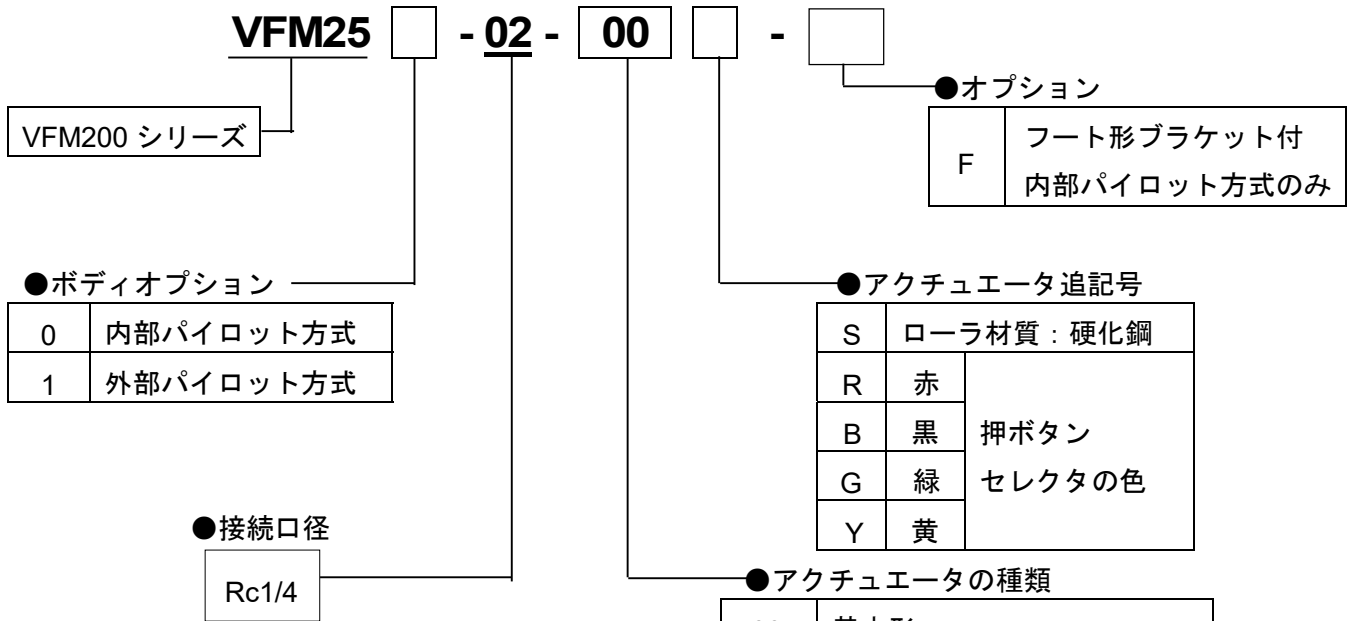 VFM25 - 02 - 00 -
●オプション
VFM200 シリーズ
F フート形ブラケット付
内部パイロット方式のみ
●ボディオプション
0 内部パイロット方式
1 外部パイロット方式
●アクチュエータ追記号
S ローラ材質：硬化鋼
R 赤
B 黒 押ボタン
G 緑 セレクタの色
Y 黄
●接続口径
Rc1/4
●アクチュエータの種類